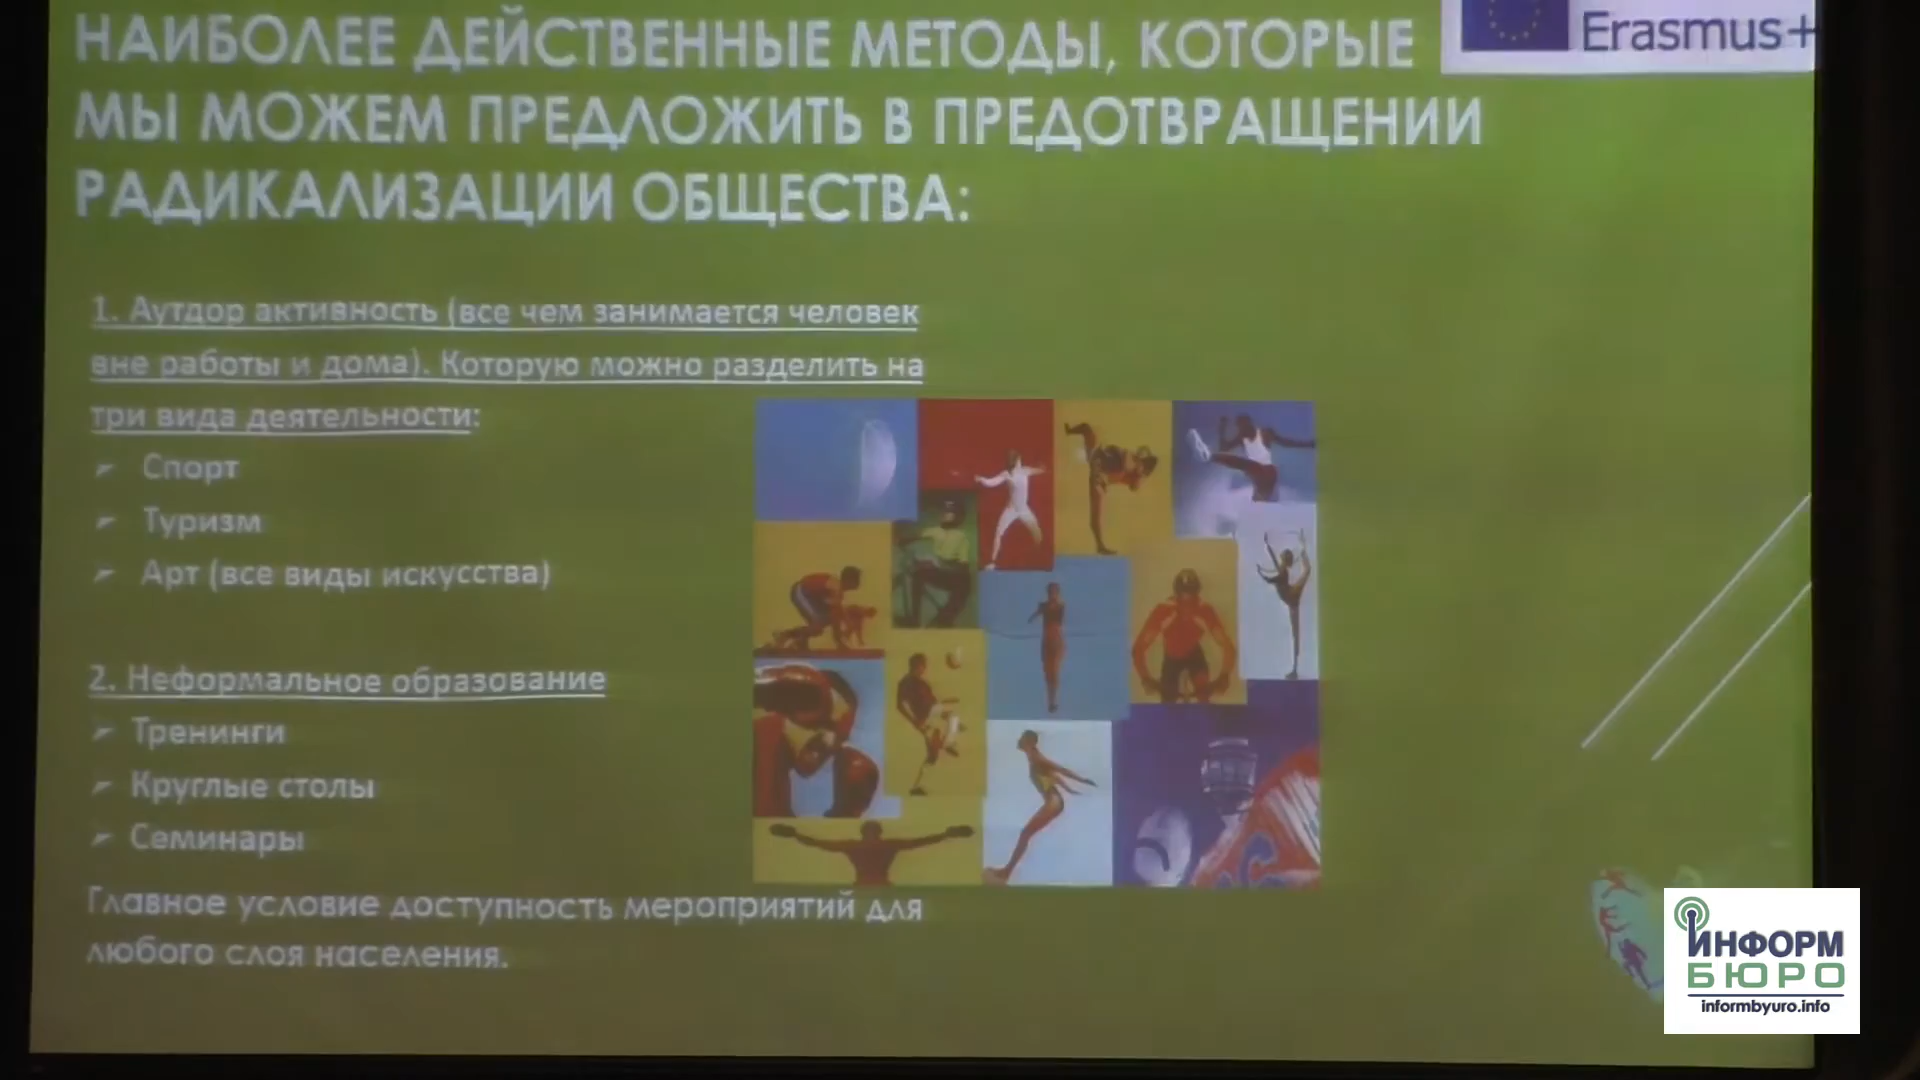 НАИБОЛЕЕ ДЕЙСТВЕННЫЕ МЕТОДЫ, КОТОРЫЕ
МЫ МОЖЕМ ПРЕДЛОЖИТЬ В ПРЕДОТВРАЩЕНИИ
РАДИКАЛИЗАЦИИ ОБЩЕСТВА:
Erasmus+
1. Аутдор активность (все чем занимается человек
вне работы и дома). Которую можно разделить на
три вида деятельности:
Спорт
Туризм
Арт (все виды искусства)
2. Неформальное образование
Тренинги
Круглые столы
Семинары
Главное условие доступность мероприятий для
любого слоя населения.
ИНФОРМ
БЮРО
informbyuro.info